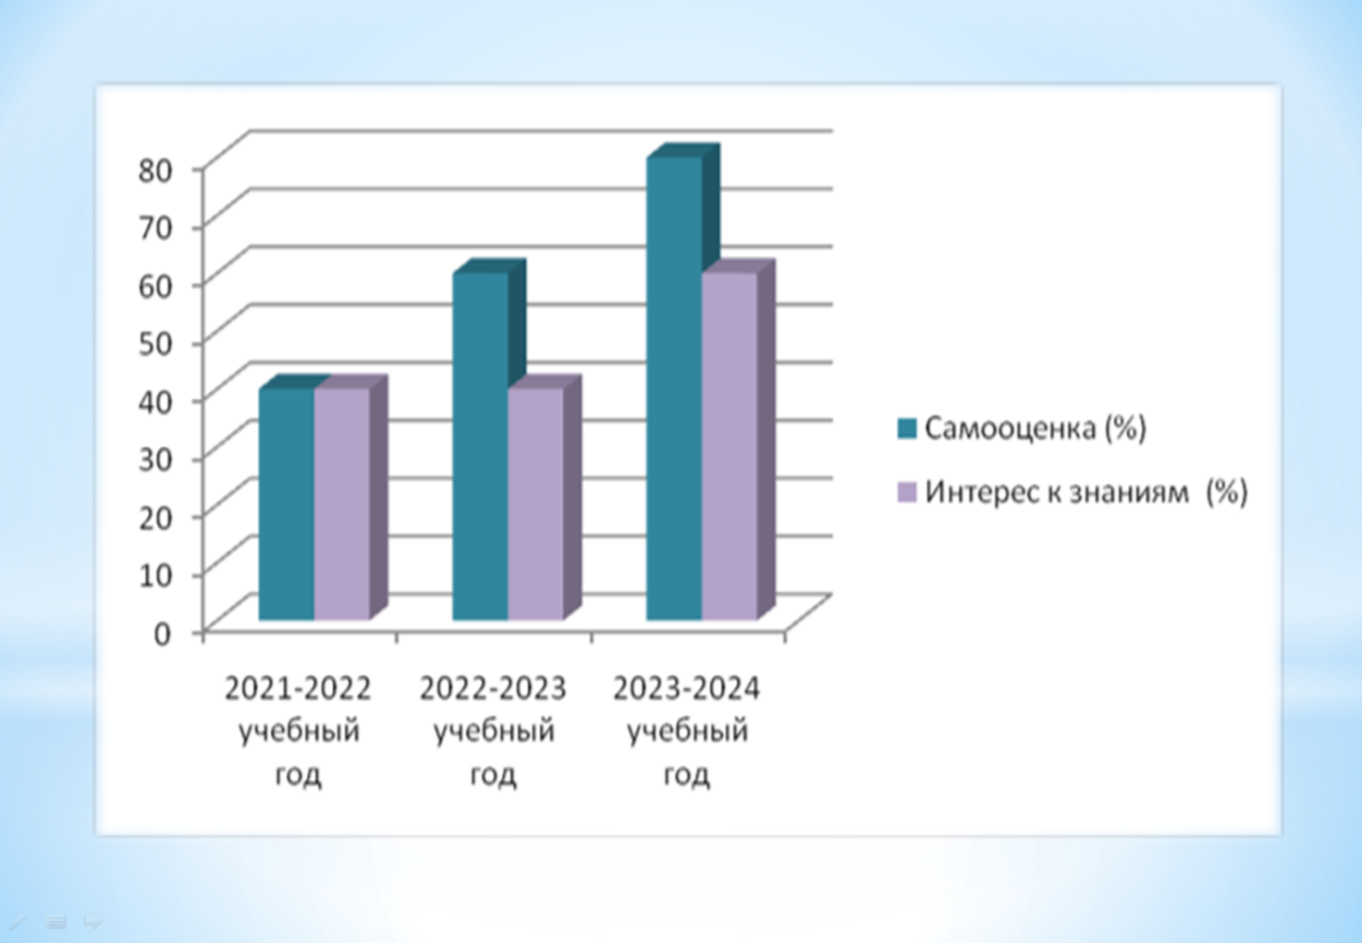 80
70
60
50
40
30
20
10
0
2021-2022
учебный
год
2022-2023
учебный
год
2023-2024
учебный
год
Самооценка (%)
Интерес к знаниям (%)